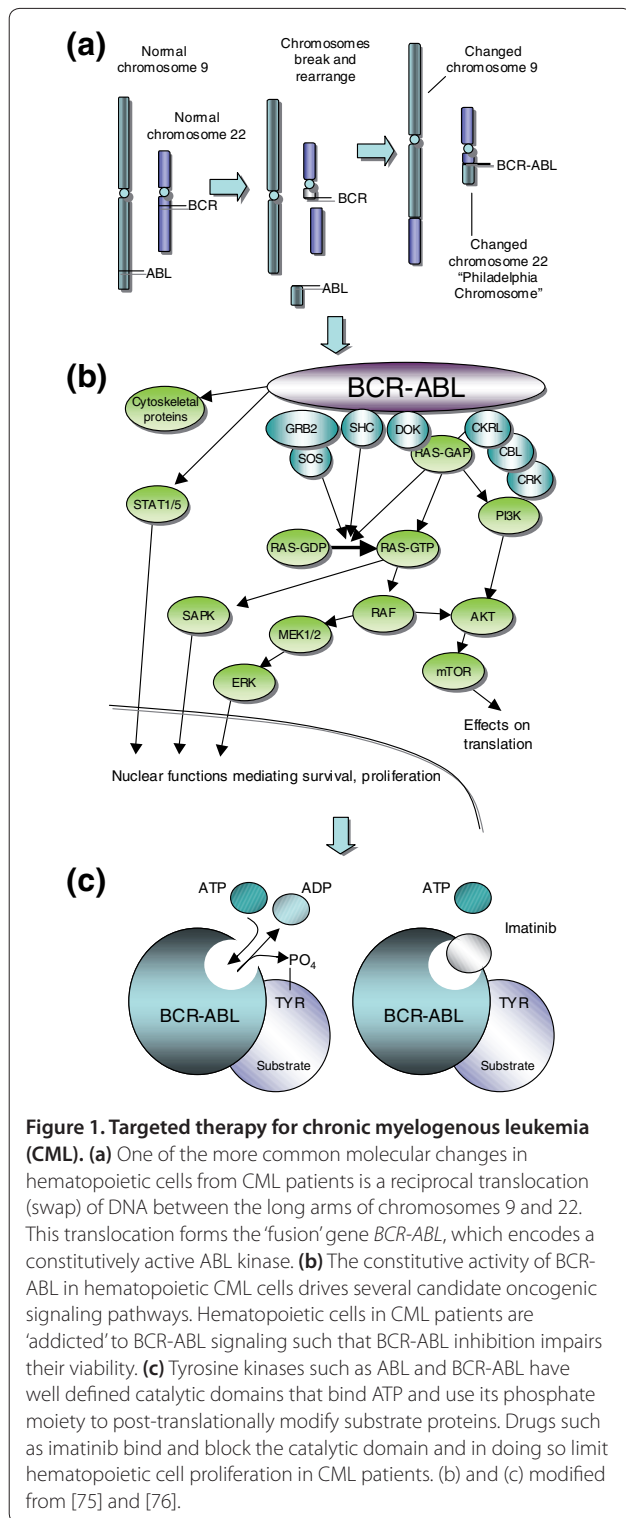 (a)
Normal
chromosome 9
Normal
chromosome 22
Chromosomes
break and
rearrange
Changed
chromosome 9
BCR
ABL
BCR
ABL
BCR-ABL
Changed
chromosome 22
“Philadelphia
Chromosome”
(b)
BCR-ABL
Cytoskeletal
proteins
GRB2
SHC
DOK
CKRL
SOS
RAS-GAP
CBL
CRK
STAT1/5
PI3K
RAS-GDP
RAS-GTP
SAPK
RAF
AKT
MEK1/2
ERK
mTOR
Effects on
translation
Nuclear functions mediating survival, proliferation
(c)
ATP
ADP
PO4
BCR-ABL
TYR
Substrate
ATP
Imatinib
BCR-ABL
TYR
Substrate
Figure 1. Targeted therapy for chronic myelogenous leukemia
(CML). (a) One of the more common molecular changes in
hematopoietic cells from CML patients is a reciprocal translocation
(swap) of DNA between the long arms of chromosomes 9 and 22.
This translocation forms the ‘fusion’ gene BCR-ABL, which encodes a
constitutively active ABL kinase. (b) The constitutive activity of BCR-
ABL in hematopoietic CML cells drives several candidate oncogenic
signaling pathways. Hematopoietic cells in CML patients are
‘addicted’ to BCR-ABL signaling such that BCR-ABL inhibition impairs
their viability. (c) Tyrosine kinases such as ABL and BCR-ABL have
well defined catalytic domains that bind ATP and use its phosphate
moiety to post-translationally modify substrate proteins. Drugs such
as imatinib bind and block the catalytic domain and in doing so limit
hematopoietic cell proliferation in CML patients. (b) and (c) modified
from [75] and [76].